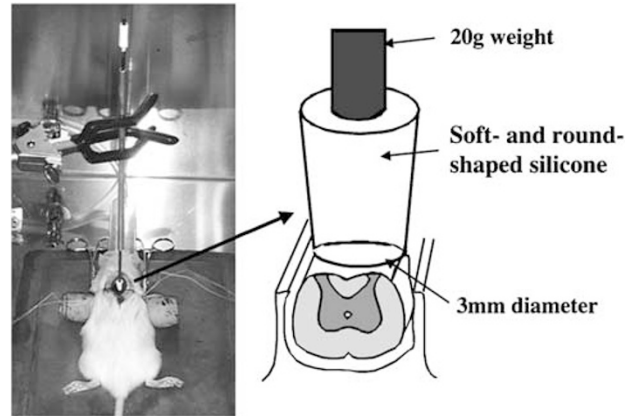 20g weight
Soft- and round-
shaped silicone
3mm diameter